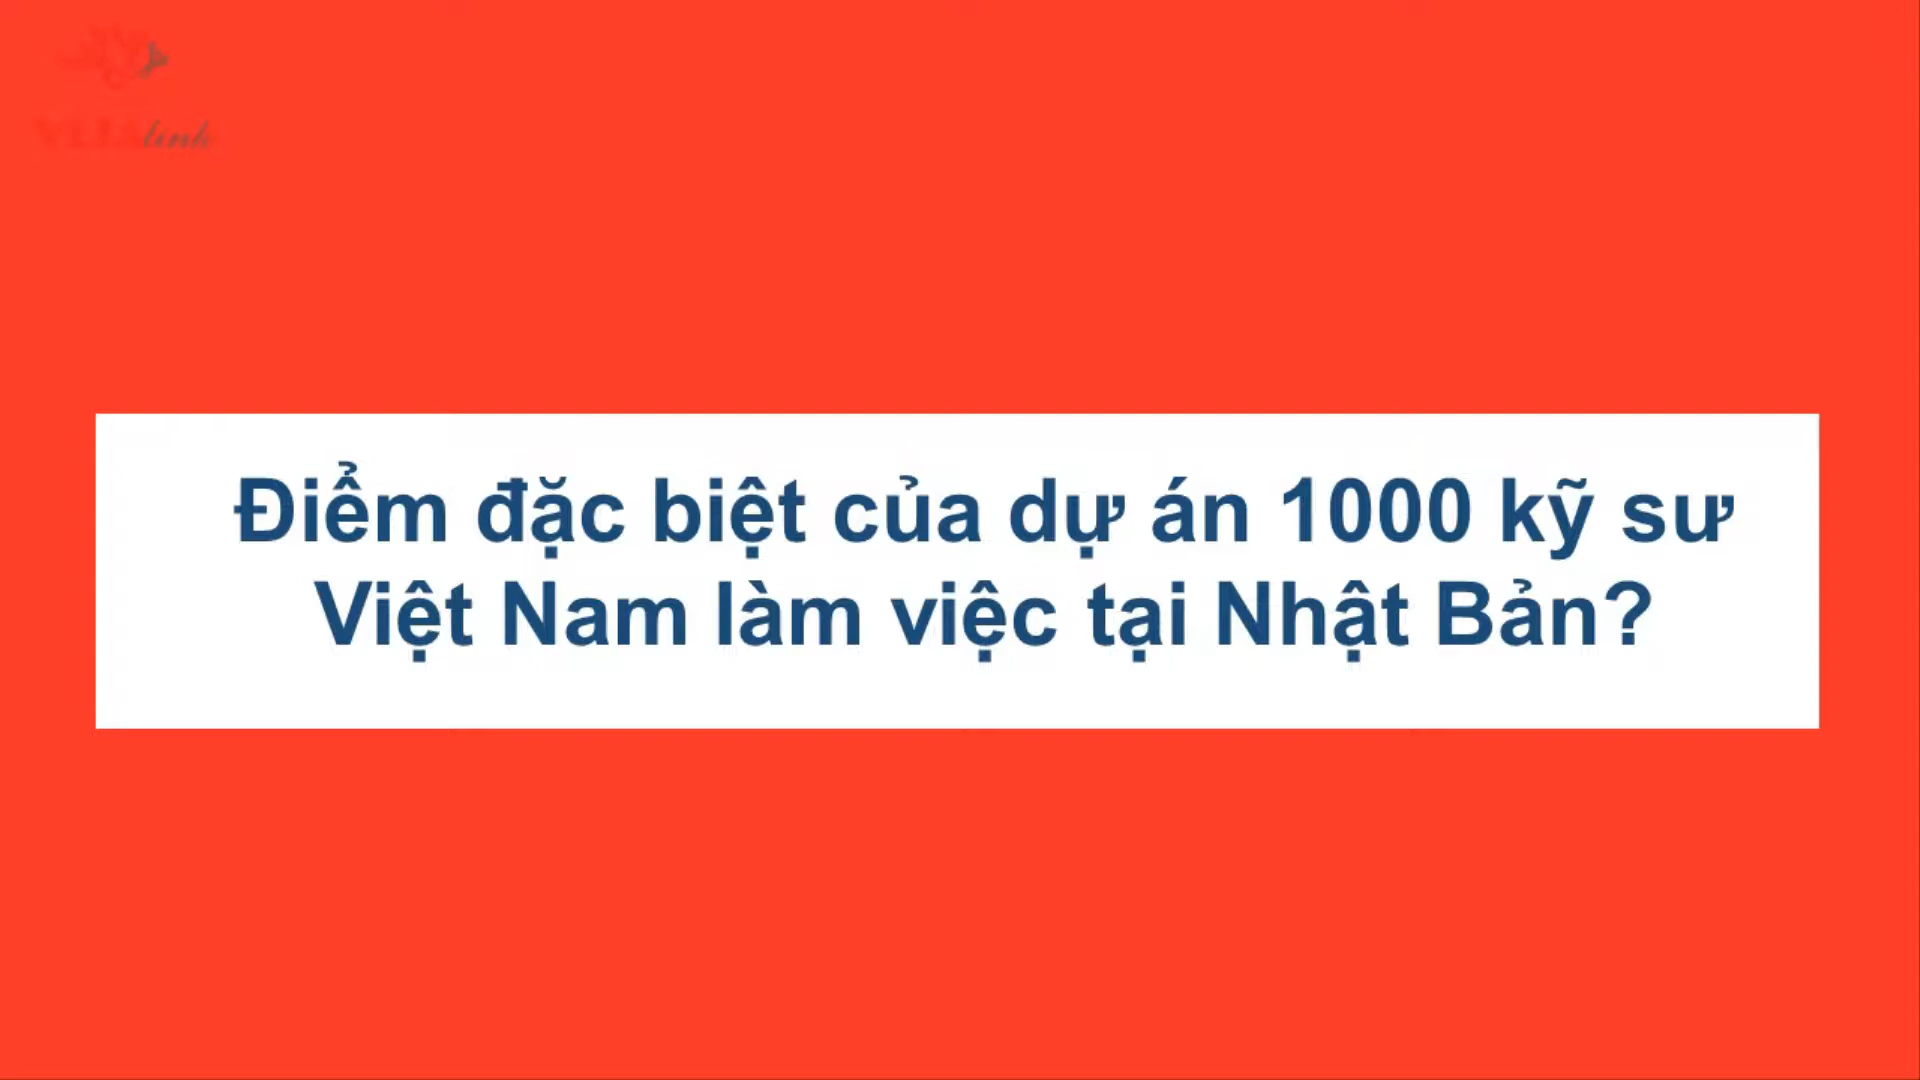 Điểm đặc biệt của dự án 1000 kỹ sư
Việt Nam làm việc tại Nhật Bản?